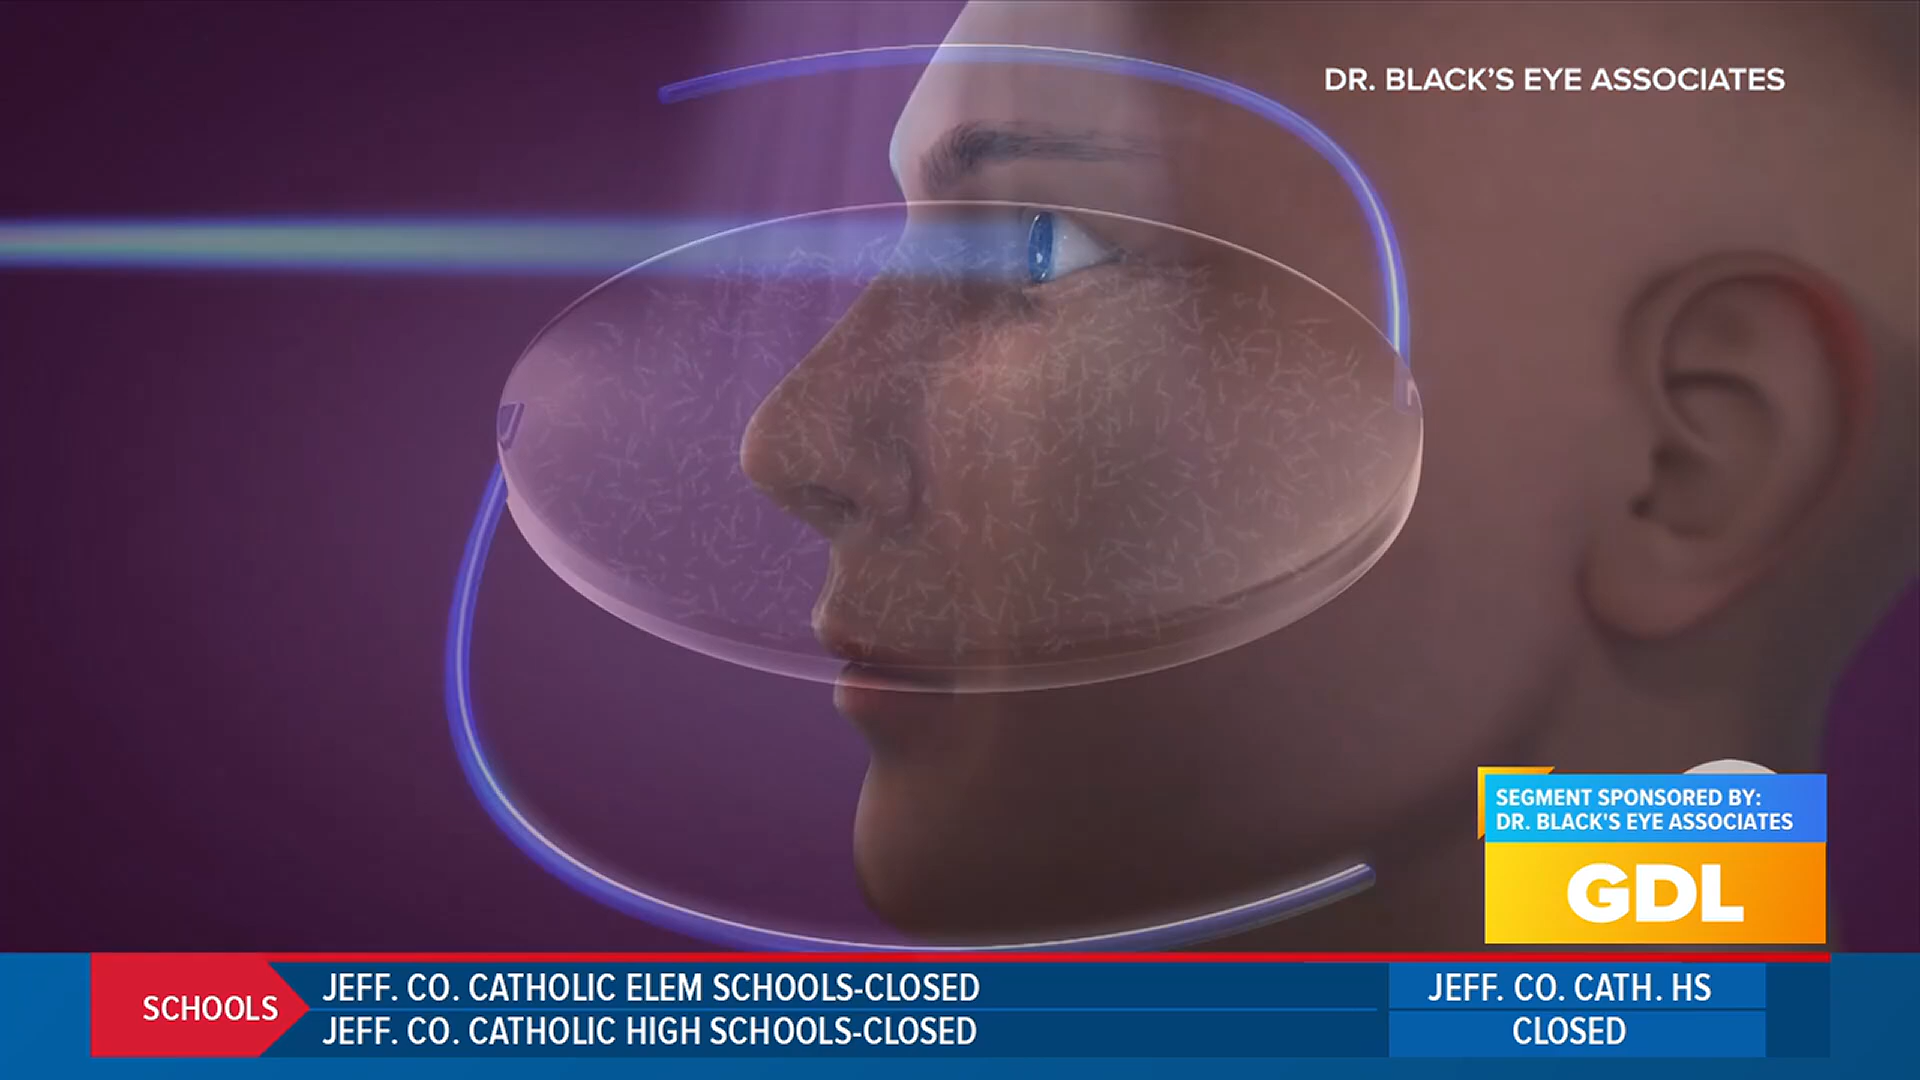 DR. BLACK'S EYE ASSOCIATES
SEGMENT SPONSORED BY:
DR. BLACK'S EYE ASSOCIATES
GDL
SCHOOLS
JEFF. CO. CATHOLIC ELEM SCHOOLS-CLOSED
JEFF. CO. CATHOLIC HIGH SCHOOLS-CLOSED
JEFF. CO. CATH. HS
CLOSED